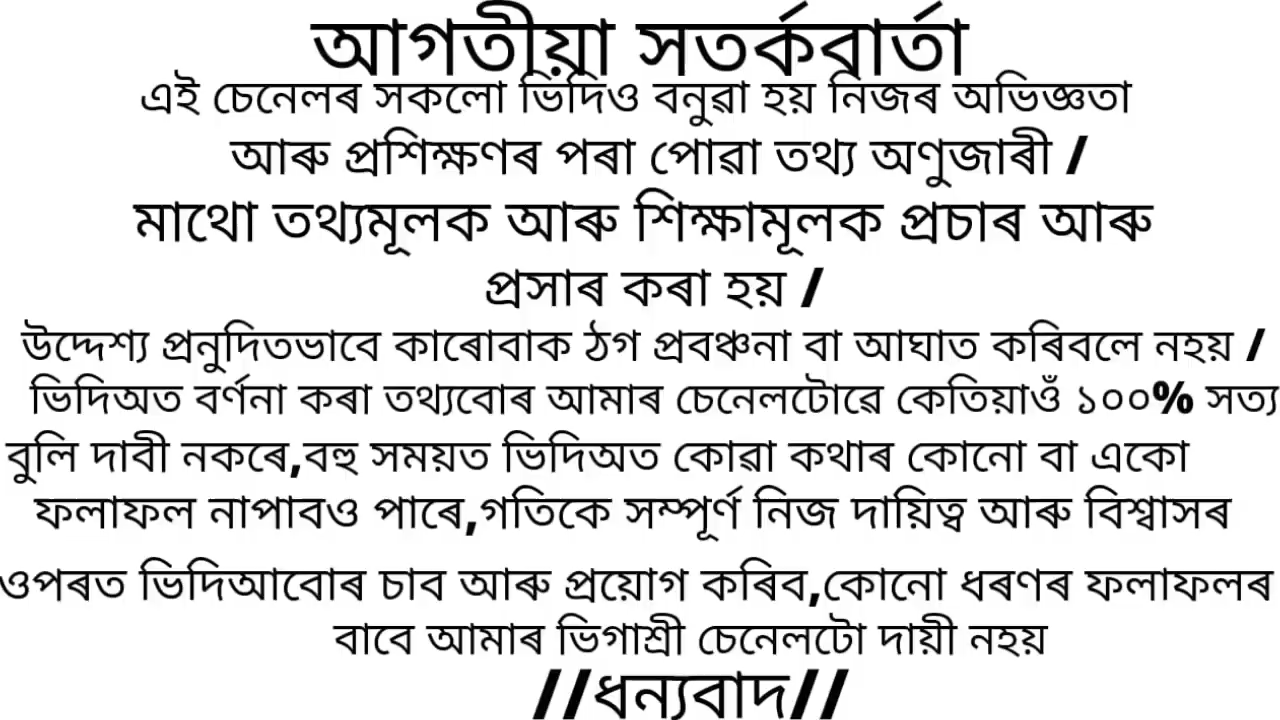 আগতীয়া সতৰ্কবাৰ্তা
এই চেনেলৰ সকলো ভিদিও বনুৱা হয় নিজৰ অভিজ্ঞতা
আৰু প্ৰশিক্ষণৰ পৰা পোৱা তথ্য অণুজাৰী /
মাথো তথ্যমূলক আৰু শিক্ষামূলক প্ৰচাৰ আৰু
প্ৰসাৰ কৰা হয় /
উদ্দেশ্য প্ৰনুদিতভাবে কাৰোবাক ঠগ প্ৰবঞ্চনা বা আঘাত কৰিবলে নহয় /
ভিদিঅত বৰ্ণনা কৰা তথ্যবোৰ আমাৰ চেনেলটোৱে কেতিয়াওঁ ১০০% সত্য
বুলি দাবী নকৰে,বহু সময়ত ভিদিঅত কোৱা কথাৰ কোনো বা একো
ফলাফল নাপাবও পাৰে,গতিকে সম্পূৰ্ণ নিজ দায়িত্ব আৰু বিশ্বাসৰ
ওপৰত ভিদিআবোৰ চাব আৰু প্ৰয়োগ কৰিব,কোনো ধৰণৰ ফলাফলৰ
বাবে আমাৰ ভিগাশ্ৰী চেনেলটো দায়ী নহয়
//ধন্যবাদ//